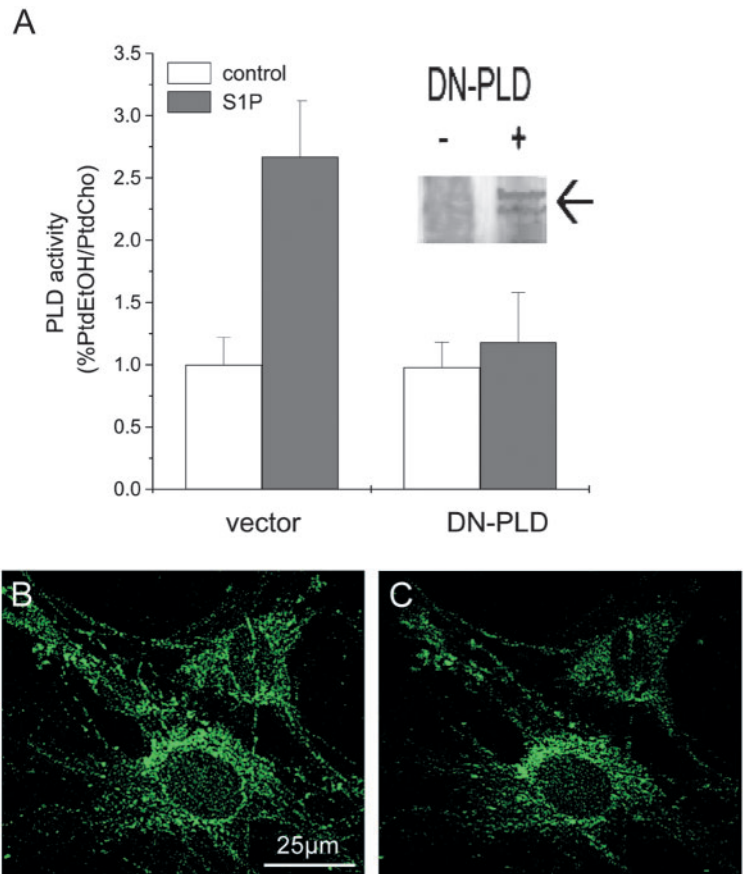 A
3.5
3.0
2.5
2.0
1.5
1.0
0.5
0.0
PLD activity
(%PtdEtOH/PtdCho)
control
S1P
DN-PLD
- +
vector DN-PLD
B
25μm
C